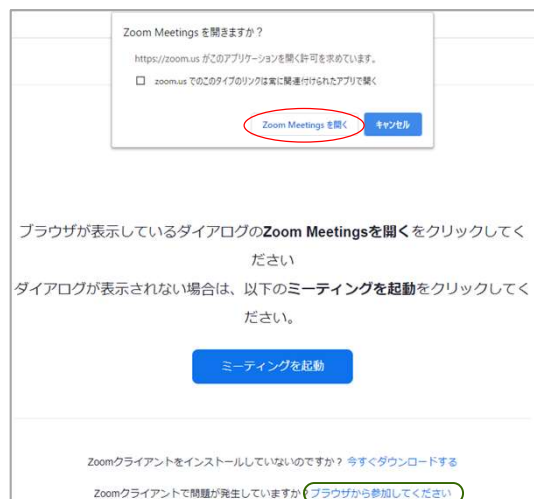 Zoom Meetings を開きますか？
https://zoom.us がこのアプリケーションを開く許可を求めています。
zoom.us でのこのタイプのリンクは常に関連付けられたアプリで開く
Zoom Meetings を開く キャンセル
ブラウザが表示しているダイアログのZoom Meetingsを開くをクリックしてく
ださい
ダイアログが表示されない場合は、以下のミーティングを起動をクリックしてく
ださい。
ミーティングを起動
Zoomクライアントをインストールしていないのですか？ 今すぐダウンロードする
Zoomクライアントで問題が発生していますか？ ブラウザから参加してください